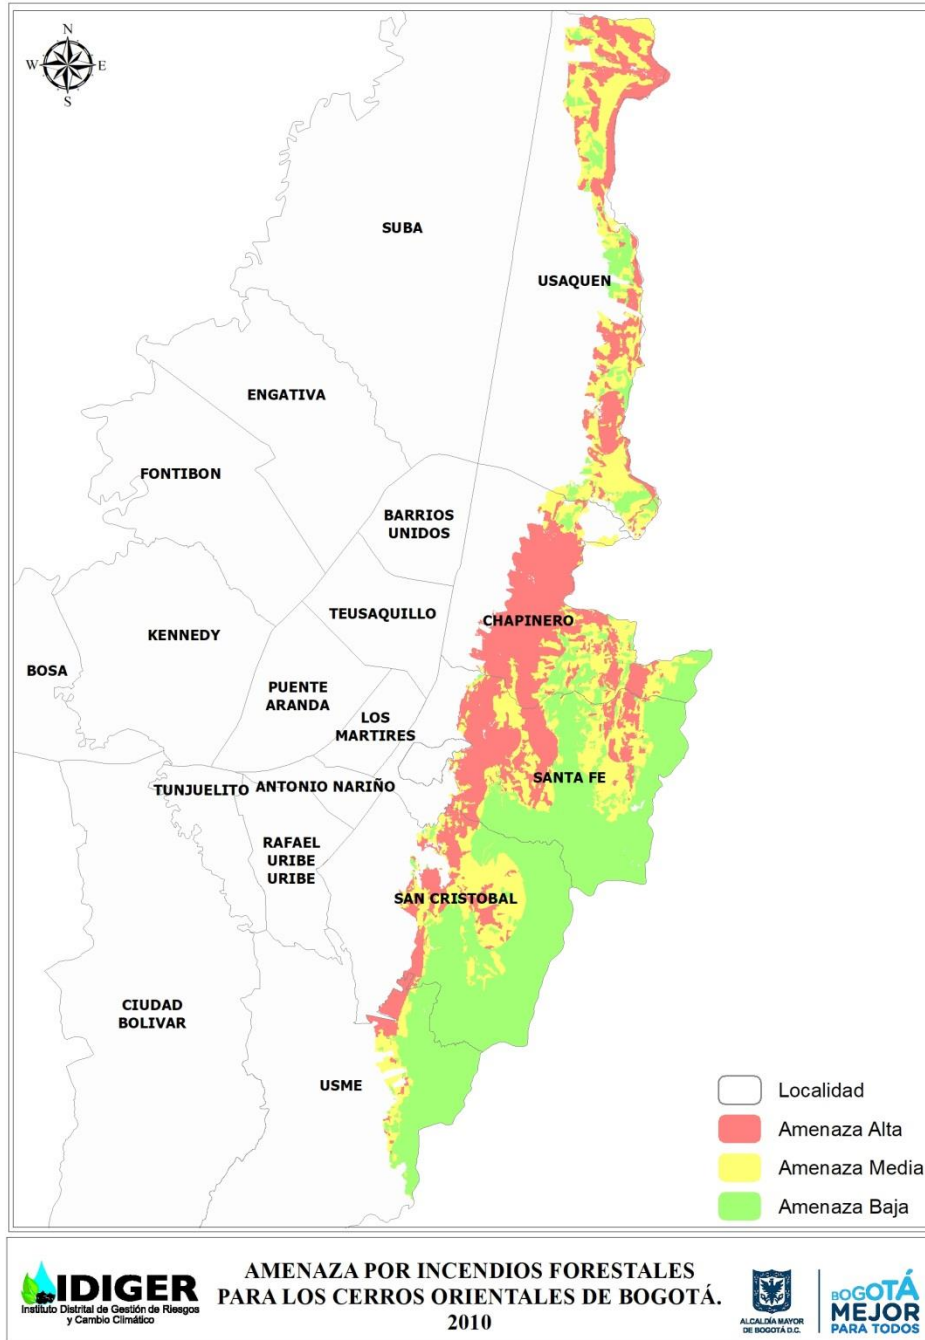 N
W E
S
SUBA
USAQUEN
ENGATIVA
FONTIBON
BARRIOS
UNIDOS
TEUSAQUILLO
CHAPINERO
KENNEDY
BOSA
PUENTE
ARANDA
LOS
MARTIRES
SANTA FE
TUNJUELITO
ANTONIO NARIÑO
RAFAEL
URIBE
URIBE
SAN CRISTOBAL
CIUDAD
BOLIVAR
USME
Localidad
Amenaza Alta
Amenaza Media
Amenaza Baja
IDIGER
Instituto Distrital de Gestión de Riesgos
y Cambio Climático
AMENAZA POR INCENDIOS FORESTALES
PARA LOS CERROS ORIENTALES DE BOGOTÁ.
2010
ALCALDÍA MAYOR
DE BOGOTÁ D.C.
BOGOTÁ
MEJOR
PARA TODOS